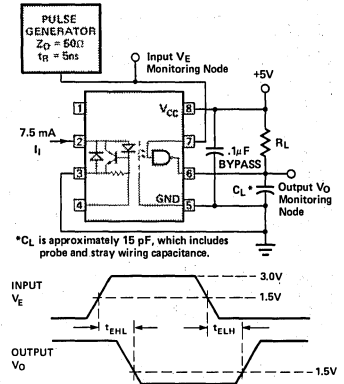 PULSE
GENERATOR
Z_O = 50Ω
t_R = 5ns
Input V_E
Monitoring Node
+5V
1
V_CC
8
7.5 mA
I_I
2
7
.1µF
BYPASS
R_L
3
6
C_L*
Output V_O
Monitoring
Node
4
GND
5
*C_L is approximately 15 pF, which includes
probe and stray wiring capacitance.
INPUT
V_E
3.0V
1.5V
t_EHL
t_ELH
OUTPUT
V_O
1.5V